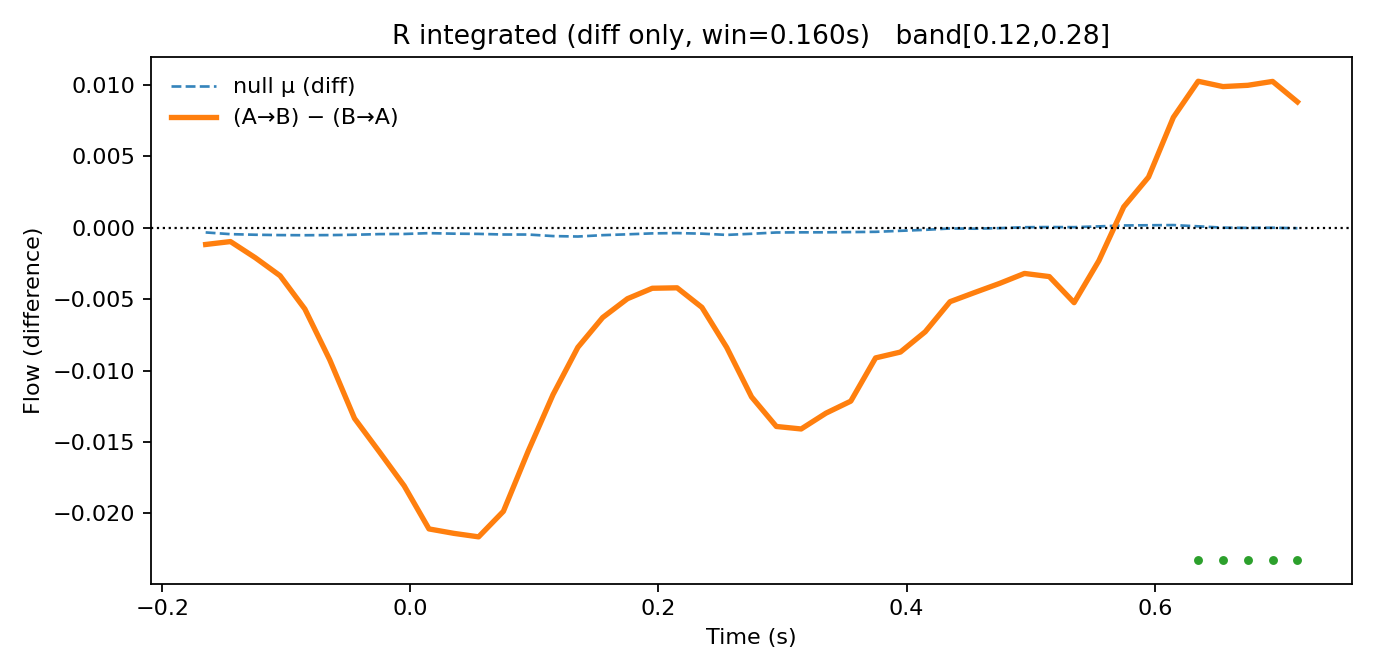 R integrated (diff only, win=0.160s)   band[0.12,0.28]
null μ (diff)
(A→B) − (B→A)
0.010
0.005
0.000
−0.005
−0.010
−0.015
−0.020
Flow (difference)
−0.2
0.0
0.2
0.4
0.6
Time (s)